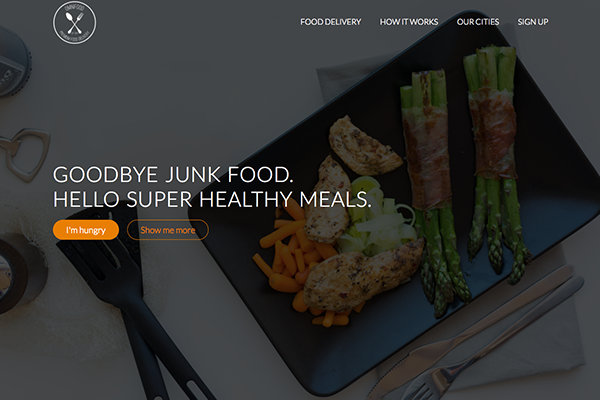 FOOD DELIVERY
HOW IT WORKS
OUR CITIES
SIGN UP
GOODBYE JUNK FOOD.
HELLO SUPER HEALTHY MEALS.
I'm hungry
Show me more